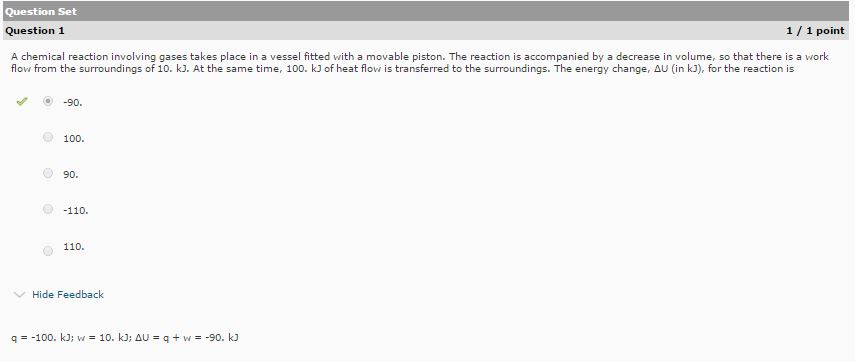 Question Set
Question 1 1 / 1 point
A chemical reaction involving gases takes place in a vessel fitted with a movable piston. The reaction is accompanied by a decrease in volume, so that there is a work
flow from the surroundings of 10. kJ. At the same time, 100. kJ of heat flow is transferred to the surroundings. The energy change, ΔU (in kJ), for the reaction is
-90.
100.
90.
-110.
110.
Hide Feedback
q = -100. kJ; w = 10. kJ; ΔU = q + w = -90. kJ